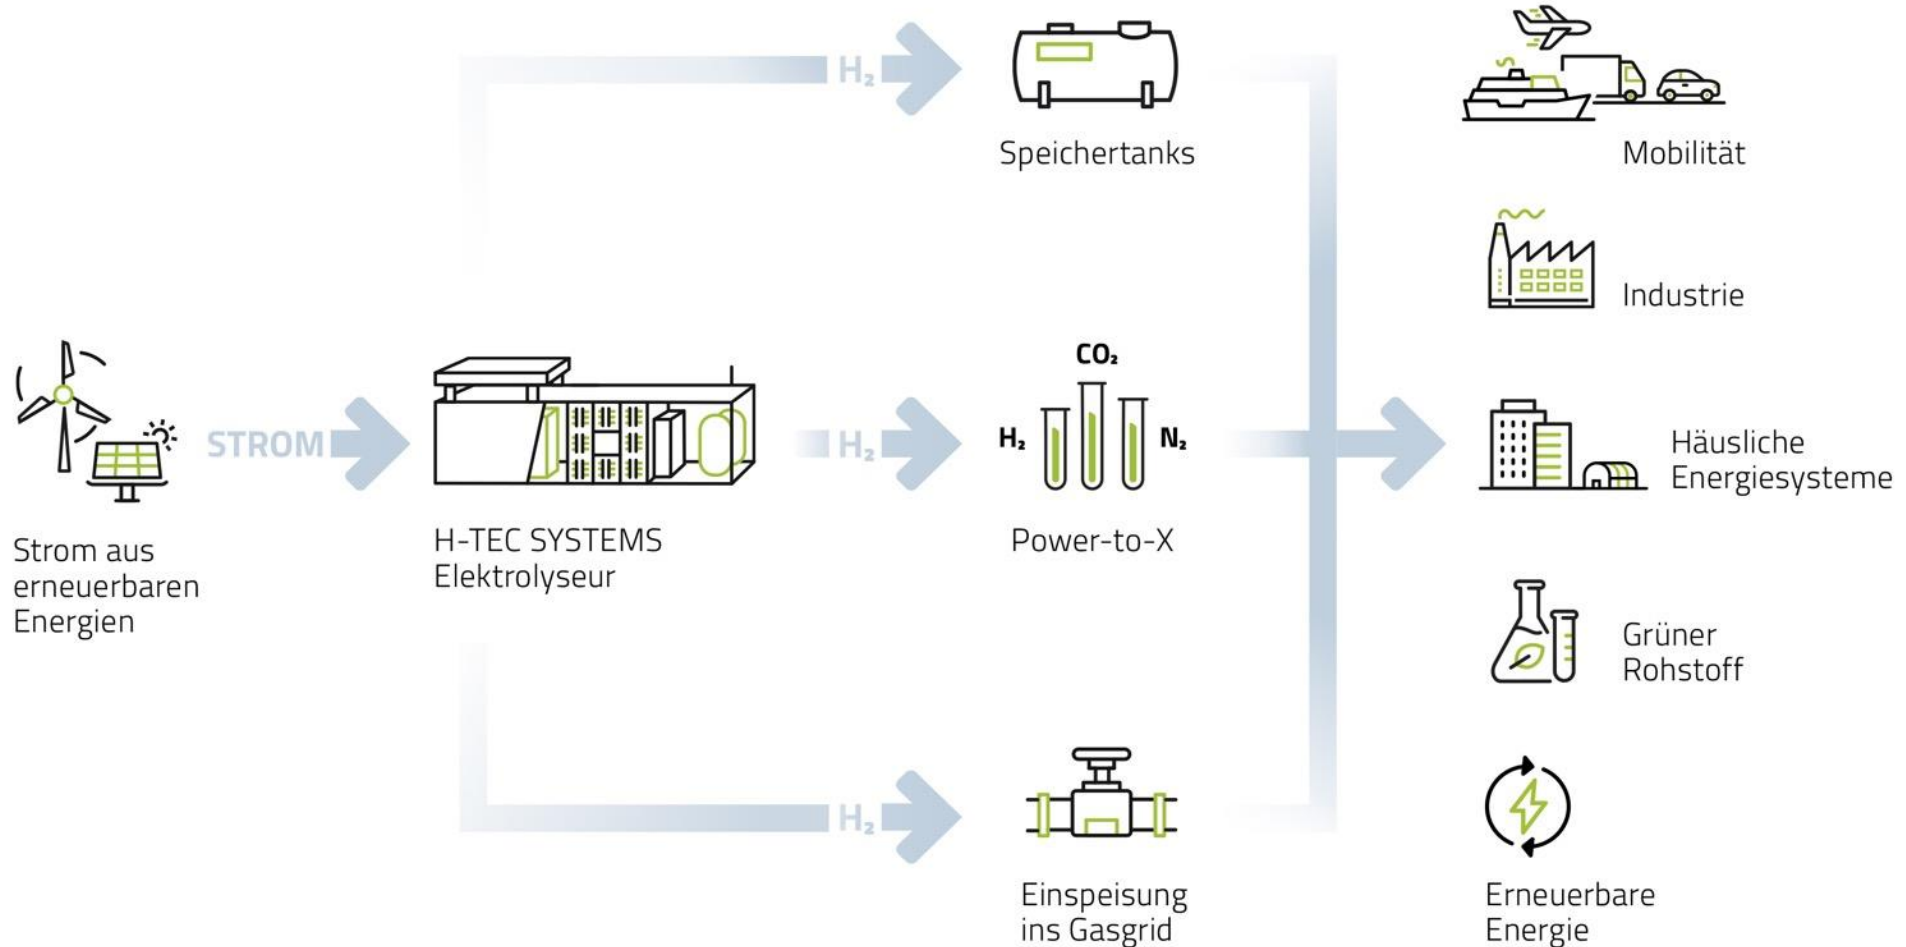 Strom aus
erneuerbaren
Energien
STROM
H-TEC SYSTEMS
Elektrolyseur
H₂
Speichertanks
H₂
CO₂
H₂
N₂
Power-to-X
H₂
Einspeisung
ins Gasgrid
Mobilität
Industrie
Häusliche
Energiesysteme
Grüner
Rohstoff
Erneuerbare
Energie